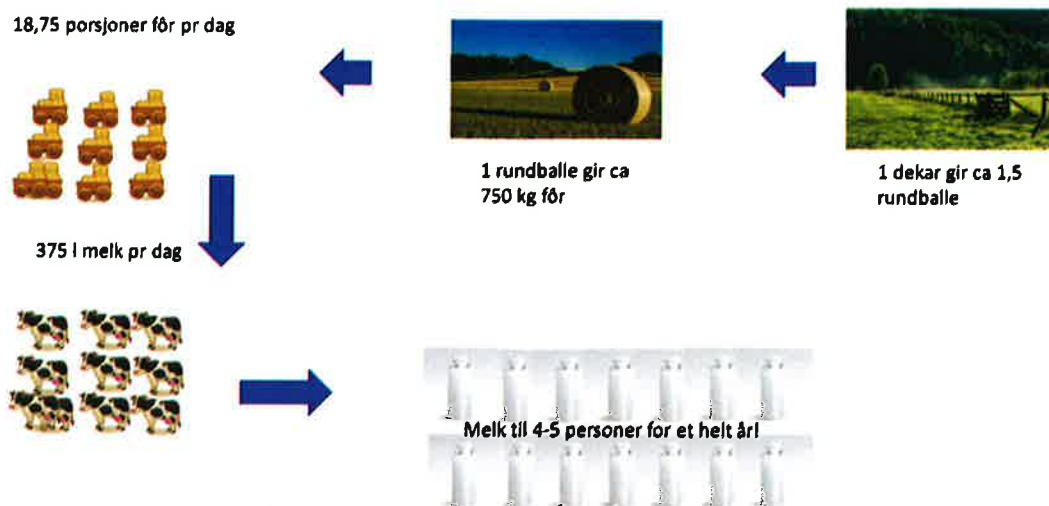 18,75 porsjoner fôr pr dag
1 rundballe gir ca
750 kg fôr
1 dekar gir ca 1,5
rundballe
375 l melk pr dag
Melk til 4-5 personer for et helt år!